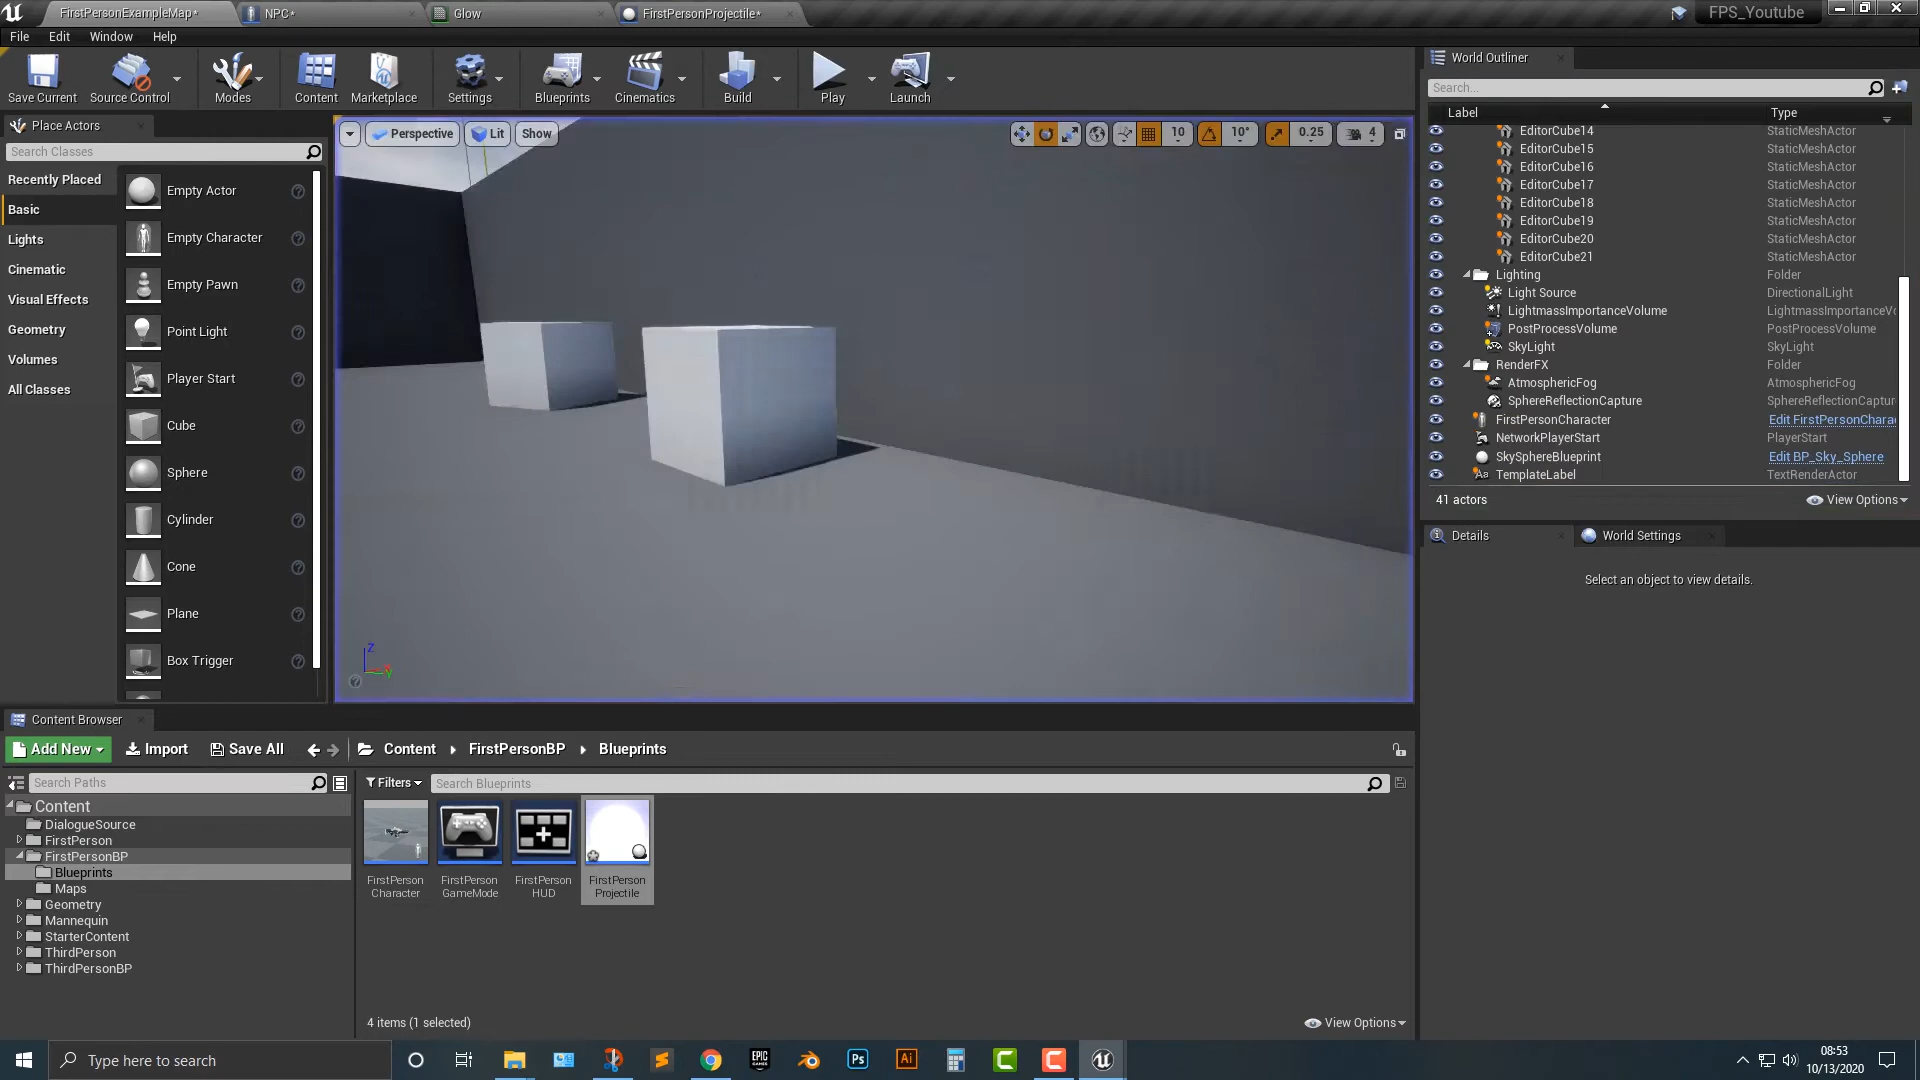 FirstPersonExampleMap*
NPC*
Glow
FirstPersonProjectile*
FPS_Youtube
File Edit Window Help
Save Current
Source Control
Modes
Content
Marketplace
Settings
Blueprints
Cinematics
Build
Play
Launch
Place Actors
Search Classes
Recently Placed
Basic
Lights
Cinematic
Visual Effects
Geometry
Volumes
All Classes
Empty Actor
Empty Character
Empty Pawn
Point Light
Player Start
Cube
Sphere
Cylinder
Cone
Plane
Box Trigger
Perspective
Lit
Show
10
10°
0.25
4
Z
Y
World Outliner
Search...
Label Type
EditorCube14 StaticMeshActor
EditorCube15 StaticMeshActor
EditorCube16 StaticMeshActor
EditorCube17 StaticMeshActor
EditorCube18 StaticMeshActor
EditorCube19 StaticMeshActor
EditorCube20 StaticMeshActor
EditorCube21 StaticMeshActor
Lighting Folder
Light Source DirectionalLight
LightmassImportanceVolume LightmassImportanceVo
PostProcessVolume PostProcessVolume
SkyLight SkyLight
RenderFX Folder
AtmosphericFog AtmosphericFog
SphereReflectionCapture SphereReflectionCaptur
FirstPersonCharacter Edit FirstPersonChara
NetworkPlayerStart PlayerStart
SkySphereBlueprint Edit BP_Sky_Sphere
TemplateLabel TextRenderActor
41 actors
View Options
Details
World Settings
Select an object to view details.
Content Browser
Add New
Import
Save All
Content
FirstPersonBP
Blueprints
Search Paths
Filters
Search Blueprints
Content
DialogueSource
FirstPerson
FirstPersonBP
Blueprints
Maps
Geometry
Mannequin
StarterContent
ThirdPerson
ThirdPersonBP
FirstPerson
Character
FirstPerson
GameMode
FirstPerson
HUD
FirstPerson
Projectile
4 items (1 selected)
View Options
Type here to search
EPIC
GAMES
Ps
Ai
08:53
10/13/2020